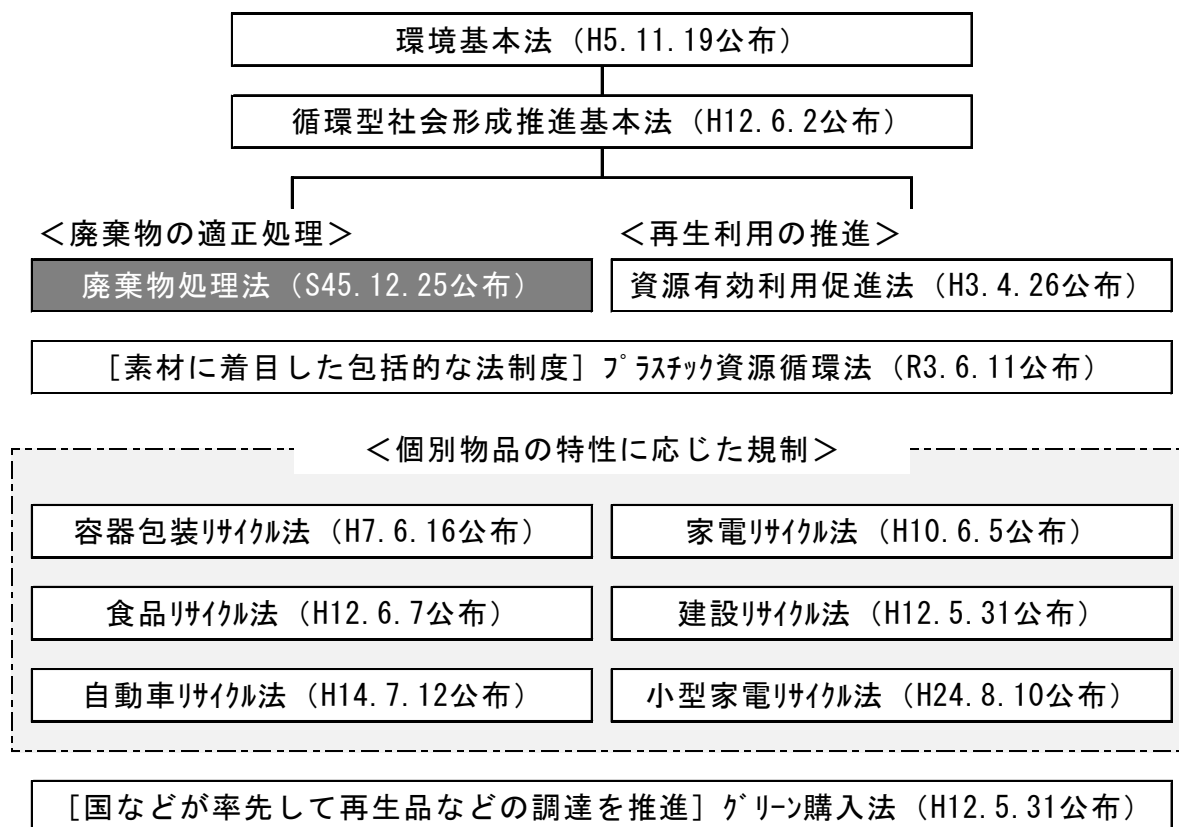 環境基本法（H5.11.19公布）
循環型社会形成推進基本法（H12.6.2公布）
＜廃棄物の適正処理＞
＜再生利用の推進＞
廃棄物処理法（S45.12.25公布）
資源有効利用促進法（H3.4.26公布）
［素材に着目した包括的な法制度］ﾌﾟﾗｽﾁｯｸ資源循環法（R3.6.11公布）
＜個別物品の特性に応じた規制＞
容器包装ﾘｻｲｸﾙ法（H7.6.16公布）
家電ﾘｻｲｸﾙ法（H10.6.5公布）
食品ﾘｻｲｸﾙ法（H12.6.7公布）
建設ﾘｻｲｸﾙ法（H12.5.31公布）
自動車ﾘｻｲｸﾙ法（H14.7.12公布）
小型家電ﾘｻｲｸﾙ法（H24.8.10公布）
［国などが率先して再生品などの調達を推進］ｸﾞﾘｰﾝ購入法（H12.5.31公布）